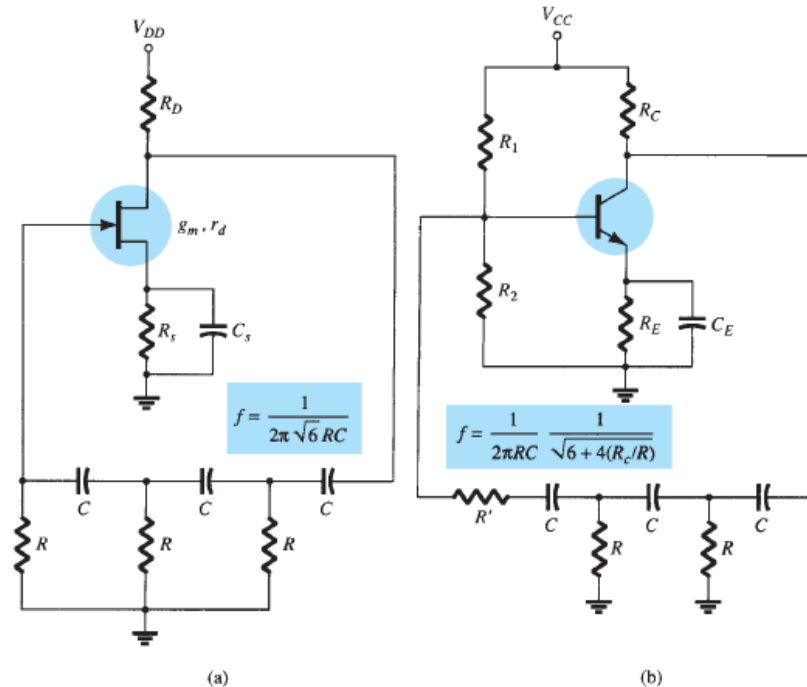 V_DD
R_D
g_m , r_d
R_s
C_s
f = 1 / (2π√6 RC)
C
C
C
R
R
R
(a)
V_CC
R_1
R_C
R_2
R_E
C_E
f = 1/(2πRC) 1/√(6 + 4(R_c/R))
R'
C
C
C
R
R
(b)